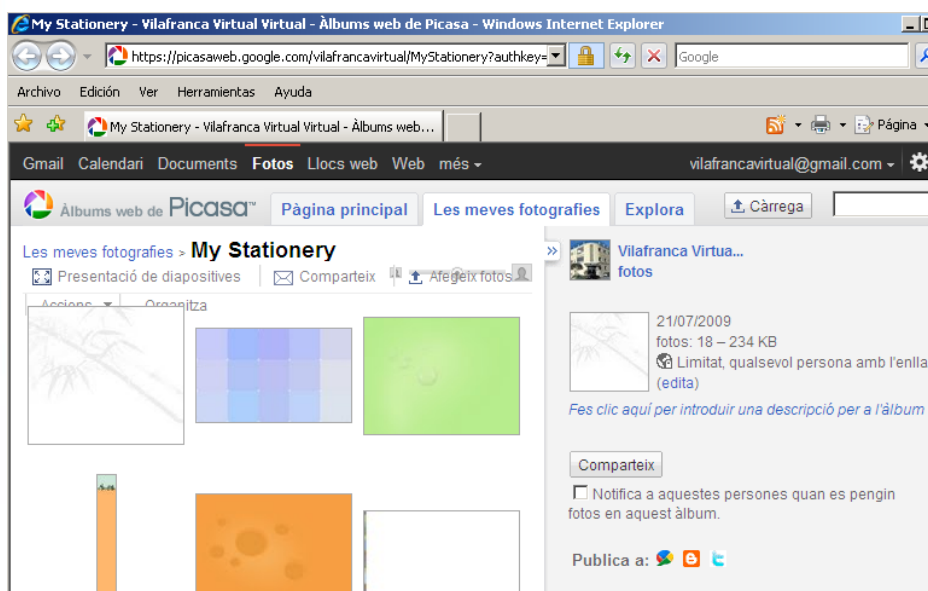 My Stationery - Vilafranca Virtual Virtual - Àlbums web de Picasa - Windows Internet Explorer
https://picasaweb.google.com/vilafrancavirtual/MyStationery?authkey=
Google
Archivo Edición Ver Herramientas Ayuda
My Stationery - Vilafranca Virtual Virtual - Àlbums web...
Página
Gmail Calendari Documents Fotos Llocs web Web més
vilafrancavirtual@gmail.com
Àlbums web de Picasa™ Pàgina principal Les meves fotografies Explora Càrrega
Les meves fotografies > My Stationery
Presentació de diapositives Comparteix Afegeix fotos
Accions Organitza
»
Vilafranca Virtua...
fotos
21/07/2009
fotos: 18 – 234 KB
Limitat, qualsevol persona amb l'enlla
(edita)
Fes clic aquí per introduir una descripció per a l'àlbum
Comparteix
Notifica a aquestes persones quan es pengin
fotos en aquest àlbum.
Publica a: